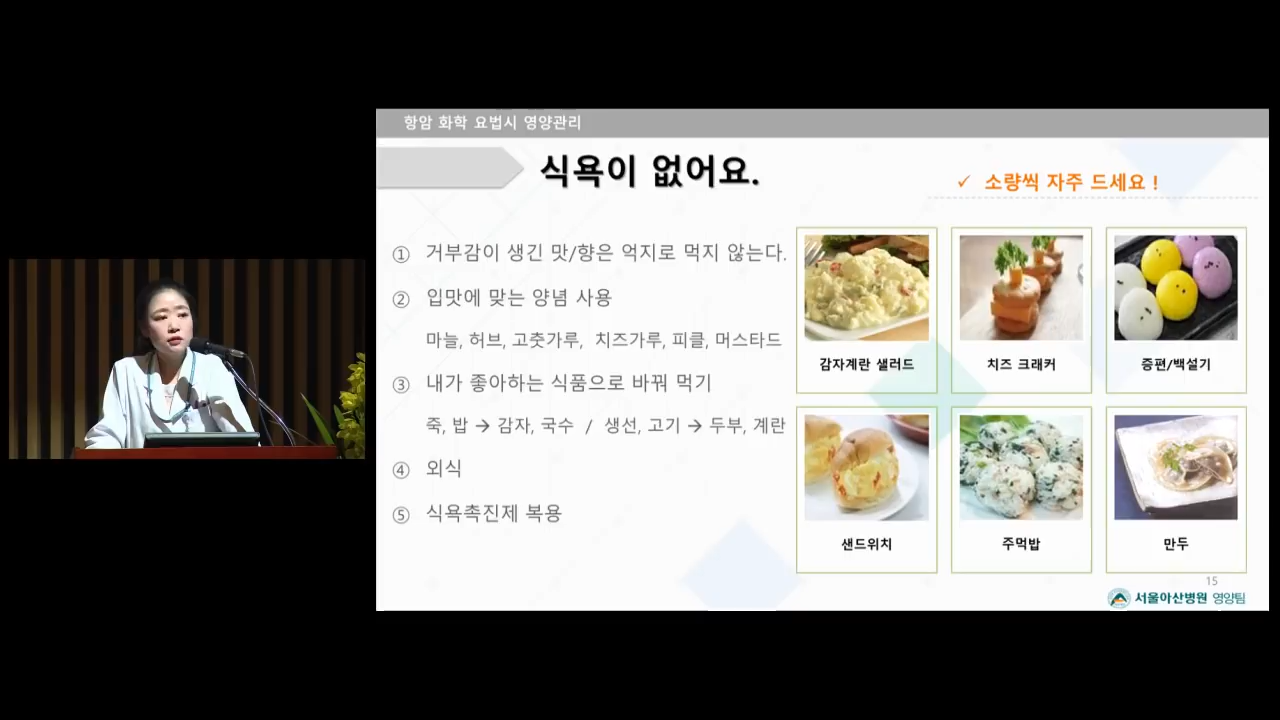 항암 화학 요법시 영양관리
식욕이 없어요.
✓ 소량씩 자주 드세요 !
① 거부감이 생긴 맛/향은 억지로 먹지 않는다.
② 입맛에 맞는 양념 사용
마늘, 허브, 고춧가루, 치즈가루, 피클, 머스타드
③ 내가 좋아하는 식품으로 바꿔 먹기
죽, 밥 → 감자, 국수 / 생선, 고기 → 두부, 계란
④ 외식
⑤ 식욕촉진제 복용
감자계란 샐러드
치즈 크래커
증편/백설기
샌드위치
주먹밥
만두
15
서울아산병원 영양팀